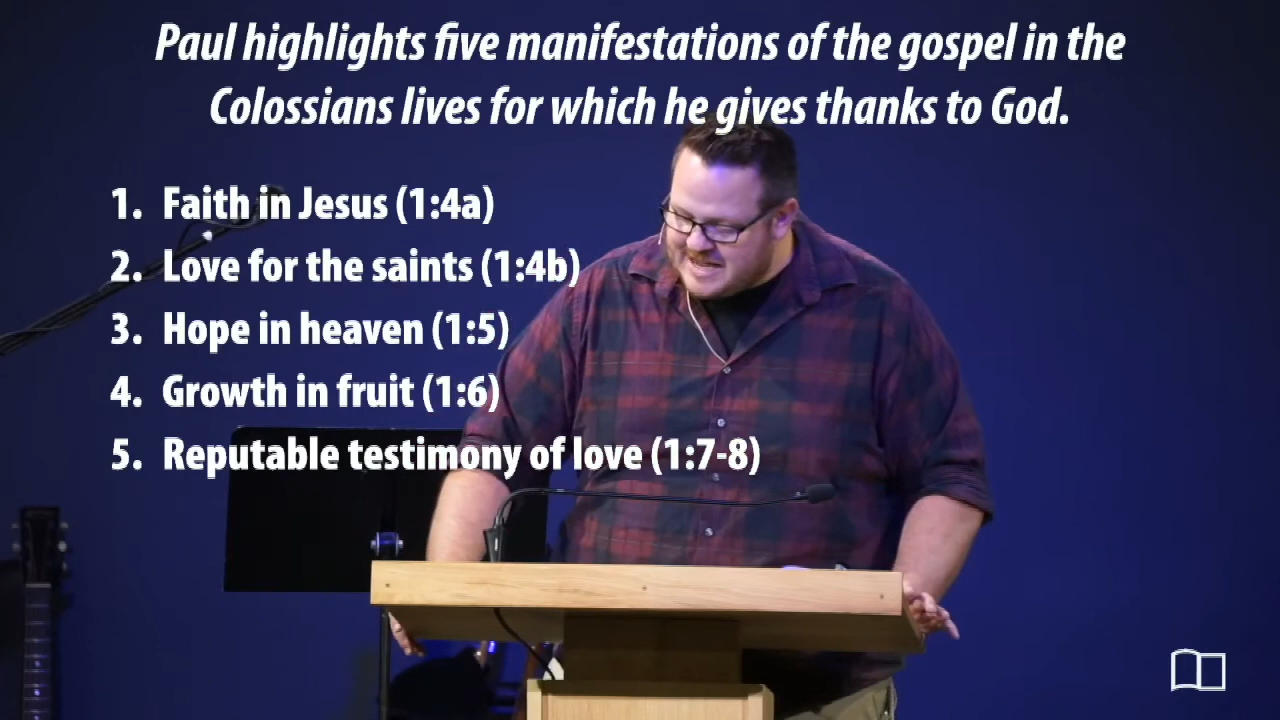 Paul highlights five manifestations of the gospel in the
Colossians lives for which he gives thanks to God.
1. Faith in Jesus (1:4a)
2. Love for the saints (1:4b)
3. Hope in heaven (1:5)
4. Growth in fruit (1:6)
5. Reputable testimony of love (1:7-8)